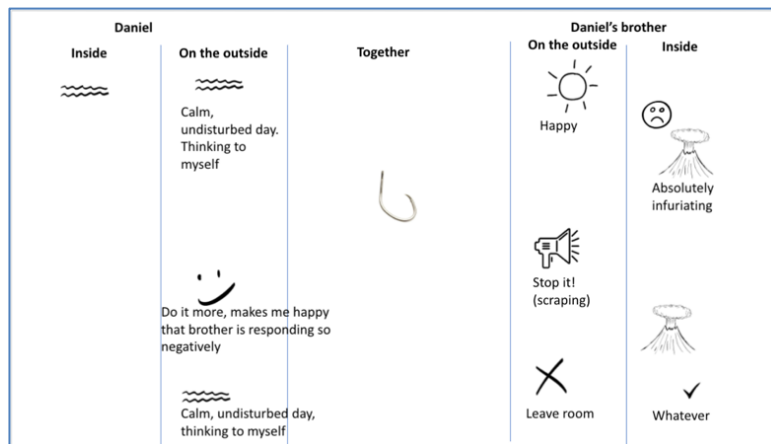 Daniel
Daniel's brother
Inside
On the outside
Together
On the outside
Inside
Calm,
undisturbed day.
Thinking to
myself
Happy
Absolutely
infuriating
Stop it!
(scraping)
Do it more, makes me happy
that brother is responding so
negatively
Calm, undisturbed day,
thinking to myself
Leave room
Whatever